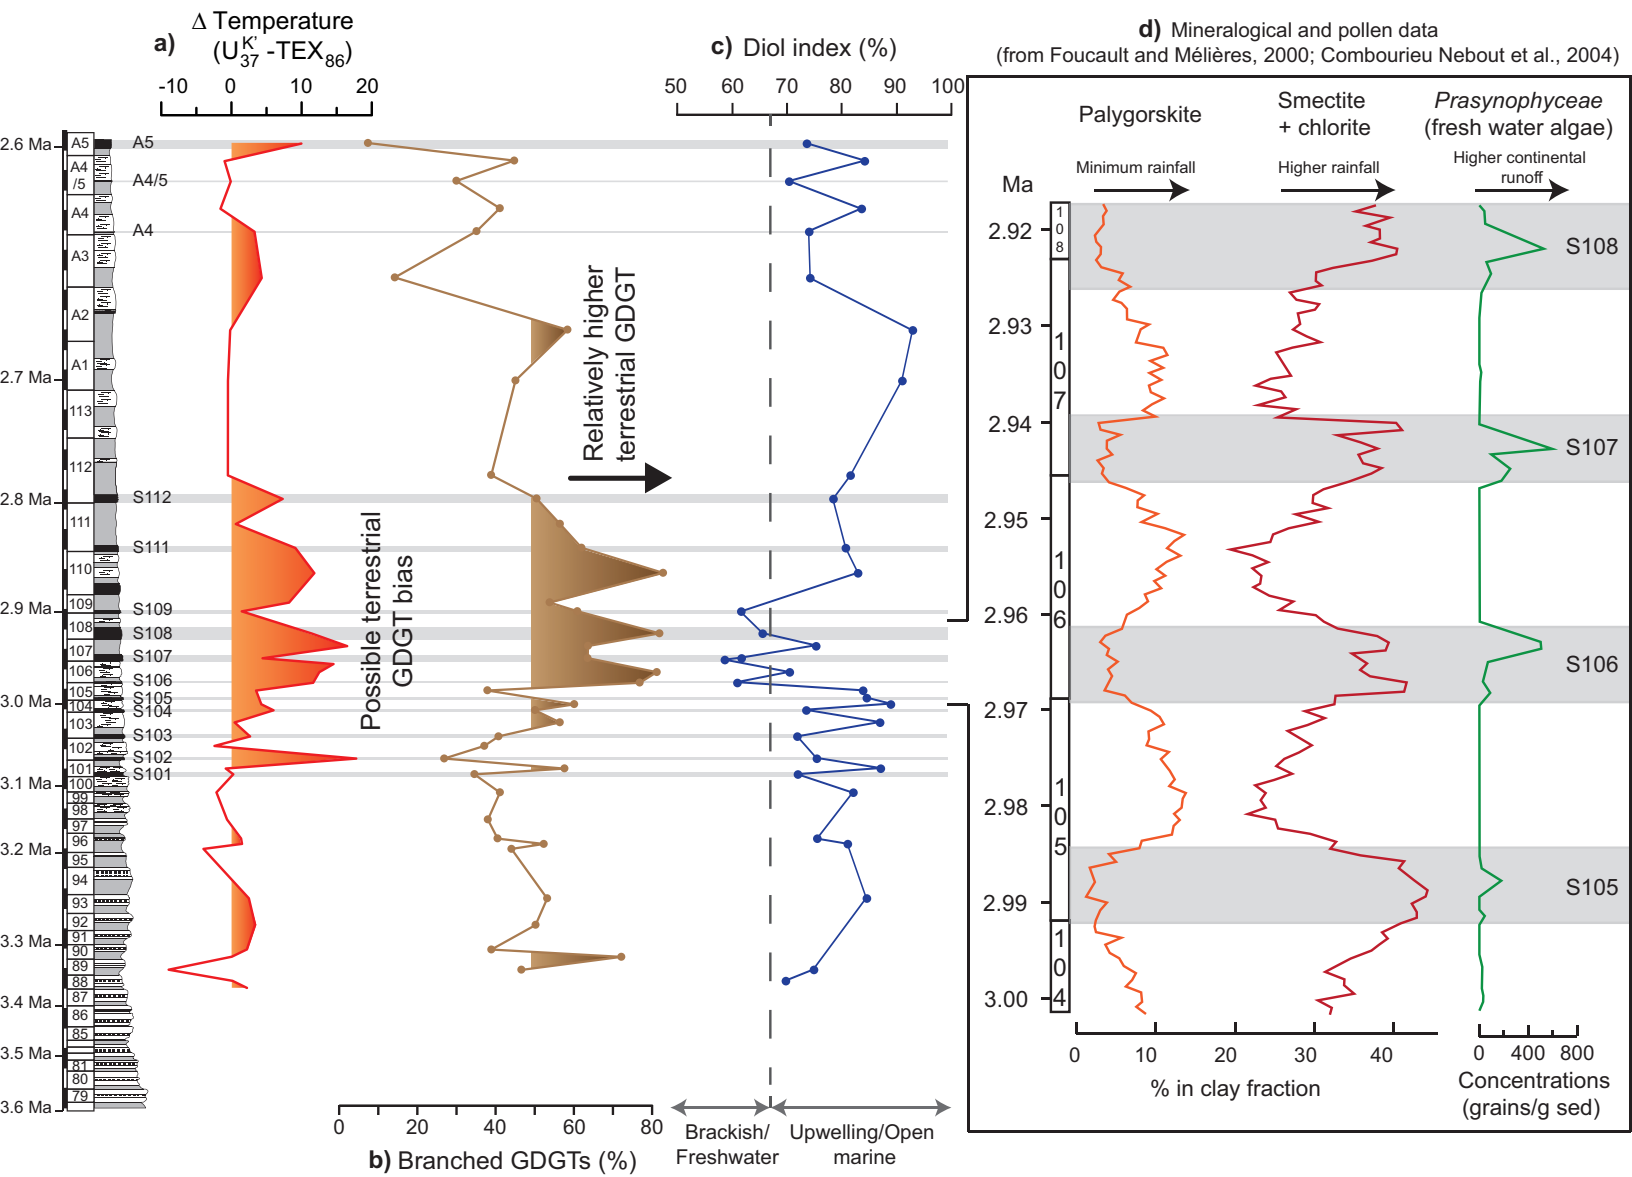 a)
Δ Temperature
(U37K' -TEX86)
-10 0 10 20
c) Diol index (%)
50 60 70 80 90 100
d) Mineralogical and pollen data
(from Foucault and Mélières, 2000; Combourieu Nebout et al., 2004)
2.6 Ma
2.7 Ma
2.8 Ma
2.9 Ma
3.0 Ma
3.1 Ma
3.2 Ma
3.3 Ma
3.4 Ma
3.5 Ma
3.6 Ma
A5
A4
/5
A4
A3
A2
A1
113
112
111
110
109
108
107
106
105
104
103
102
101
100
99
98
97
96
95
94
93
92
91
90
89
88
87
86
85
81
80
79
A5
A4/5
A4
S112
S111
S109
S108
S107
S106
S105
S104
S103
S102
S101
Possible terrestrial
GDGT bias
Relatively higher
terrestrial GDGT
0 20 40 60 80
b) Branched GDGTs (%)
Brackish/
Freshwater
Upwelling/Open
marine
Palygorskite
Minimum rainfall
Smectite
+ chlorite
Higher rainfall
Prasynophyceae
(fresh water algae)
Higher continental
runoff
Ma
2.92
2.93
2.94
2.95
2.96
2.97
2.98
2.99
3.00
108
107
106
105
104
S108
S107
S106
S105
0 10 20 30 40
% in clay fraction
0 400 800
Concentrations
(grains/g sed)